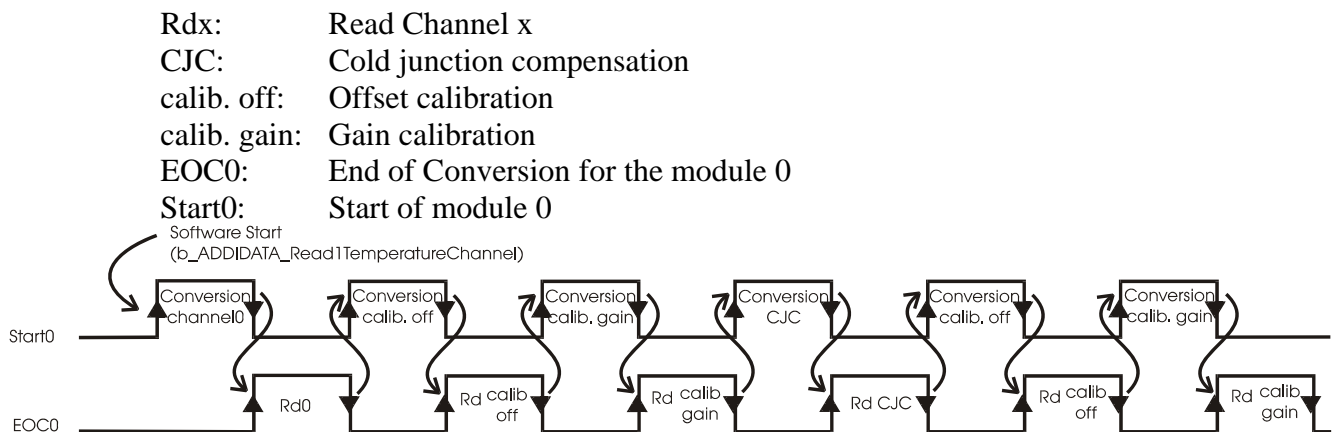 Rdx: Read Channel x
CJC: Cold junction compensation
calib. off: Offset calibration
calib. gain: Gain calibration
EOC0: End of Conversion for the module 0
Start0: Start of module 0
Software Start
(b_ADDIDATA_Read1TemperatureChannel)
Conversion
channel0
Conversion
calib. off
Conversion
calib. gain
Conversion
CJC
Conversion
calib. off
Conversion
calib. gain
Start0
Rd0
Rd calib
off
Rd calib
gain
Rd CJC
Rd calib
off
Rd calib
gain
EOC0